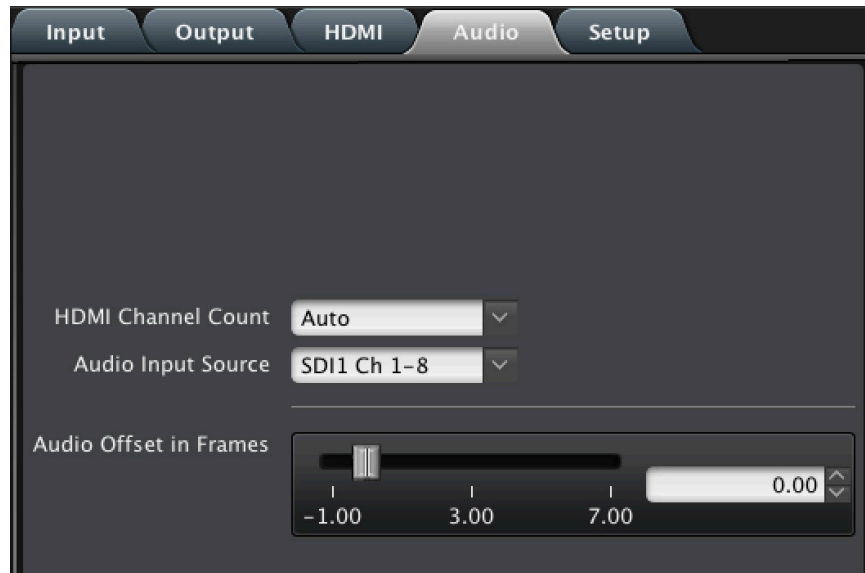 Input Output HDMI Audio Setup
HDMI Channel Count Auto
Audio Input Source SDI1 Ch 1-8
Audio Offset in Frames
0.00
-1.00 3.00 7.00